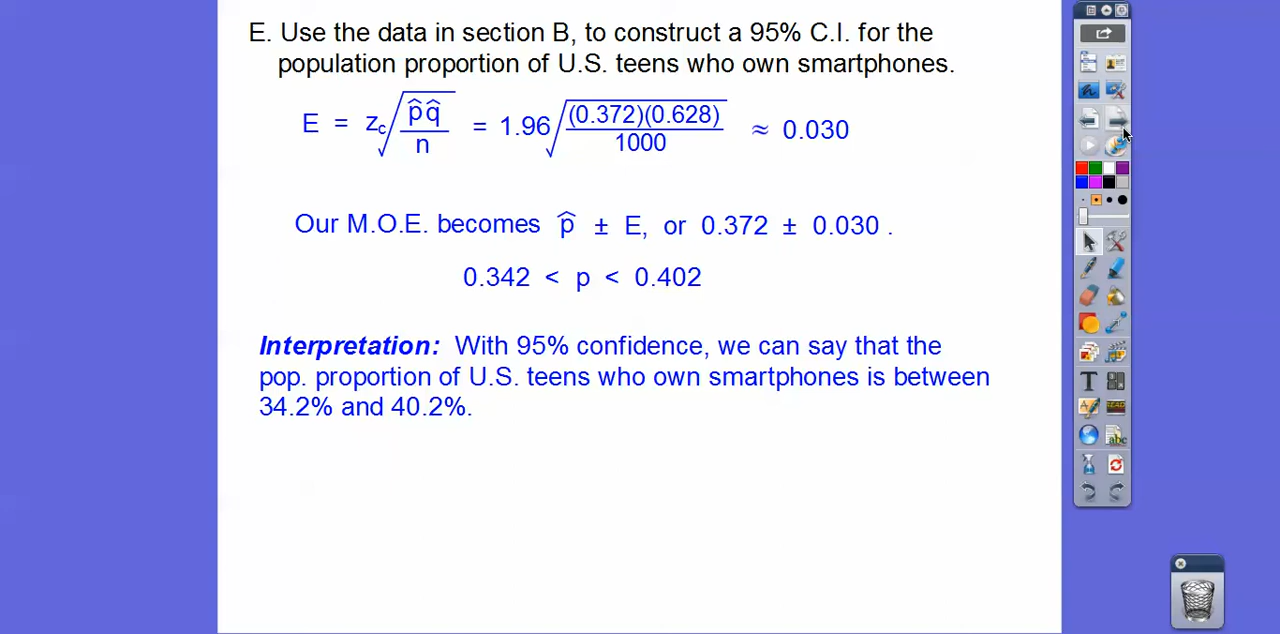 E. Use the data in section B, to construct a 95% C.I. for the
population proportion of U.S. teens who own smartphones.
E = z_c √(p̂q̂/n) = 1.96 √((0.372)(0.628)/1000) ≈ 0.030
Our M.O.E. becomes p̂ ± E, or 0.372 ± 0.030 .
0.342 < p < 0.402
Interpretation: With 95% confidence, we can say that the
pop. proportion of U.S. teens who own smartphones is between
34.2% and 40.2%.